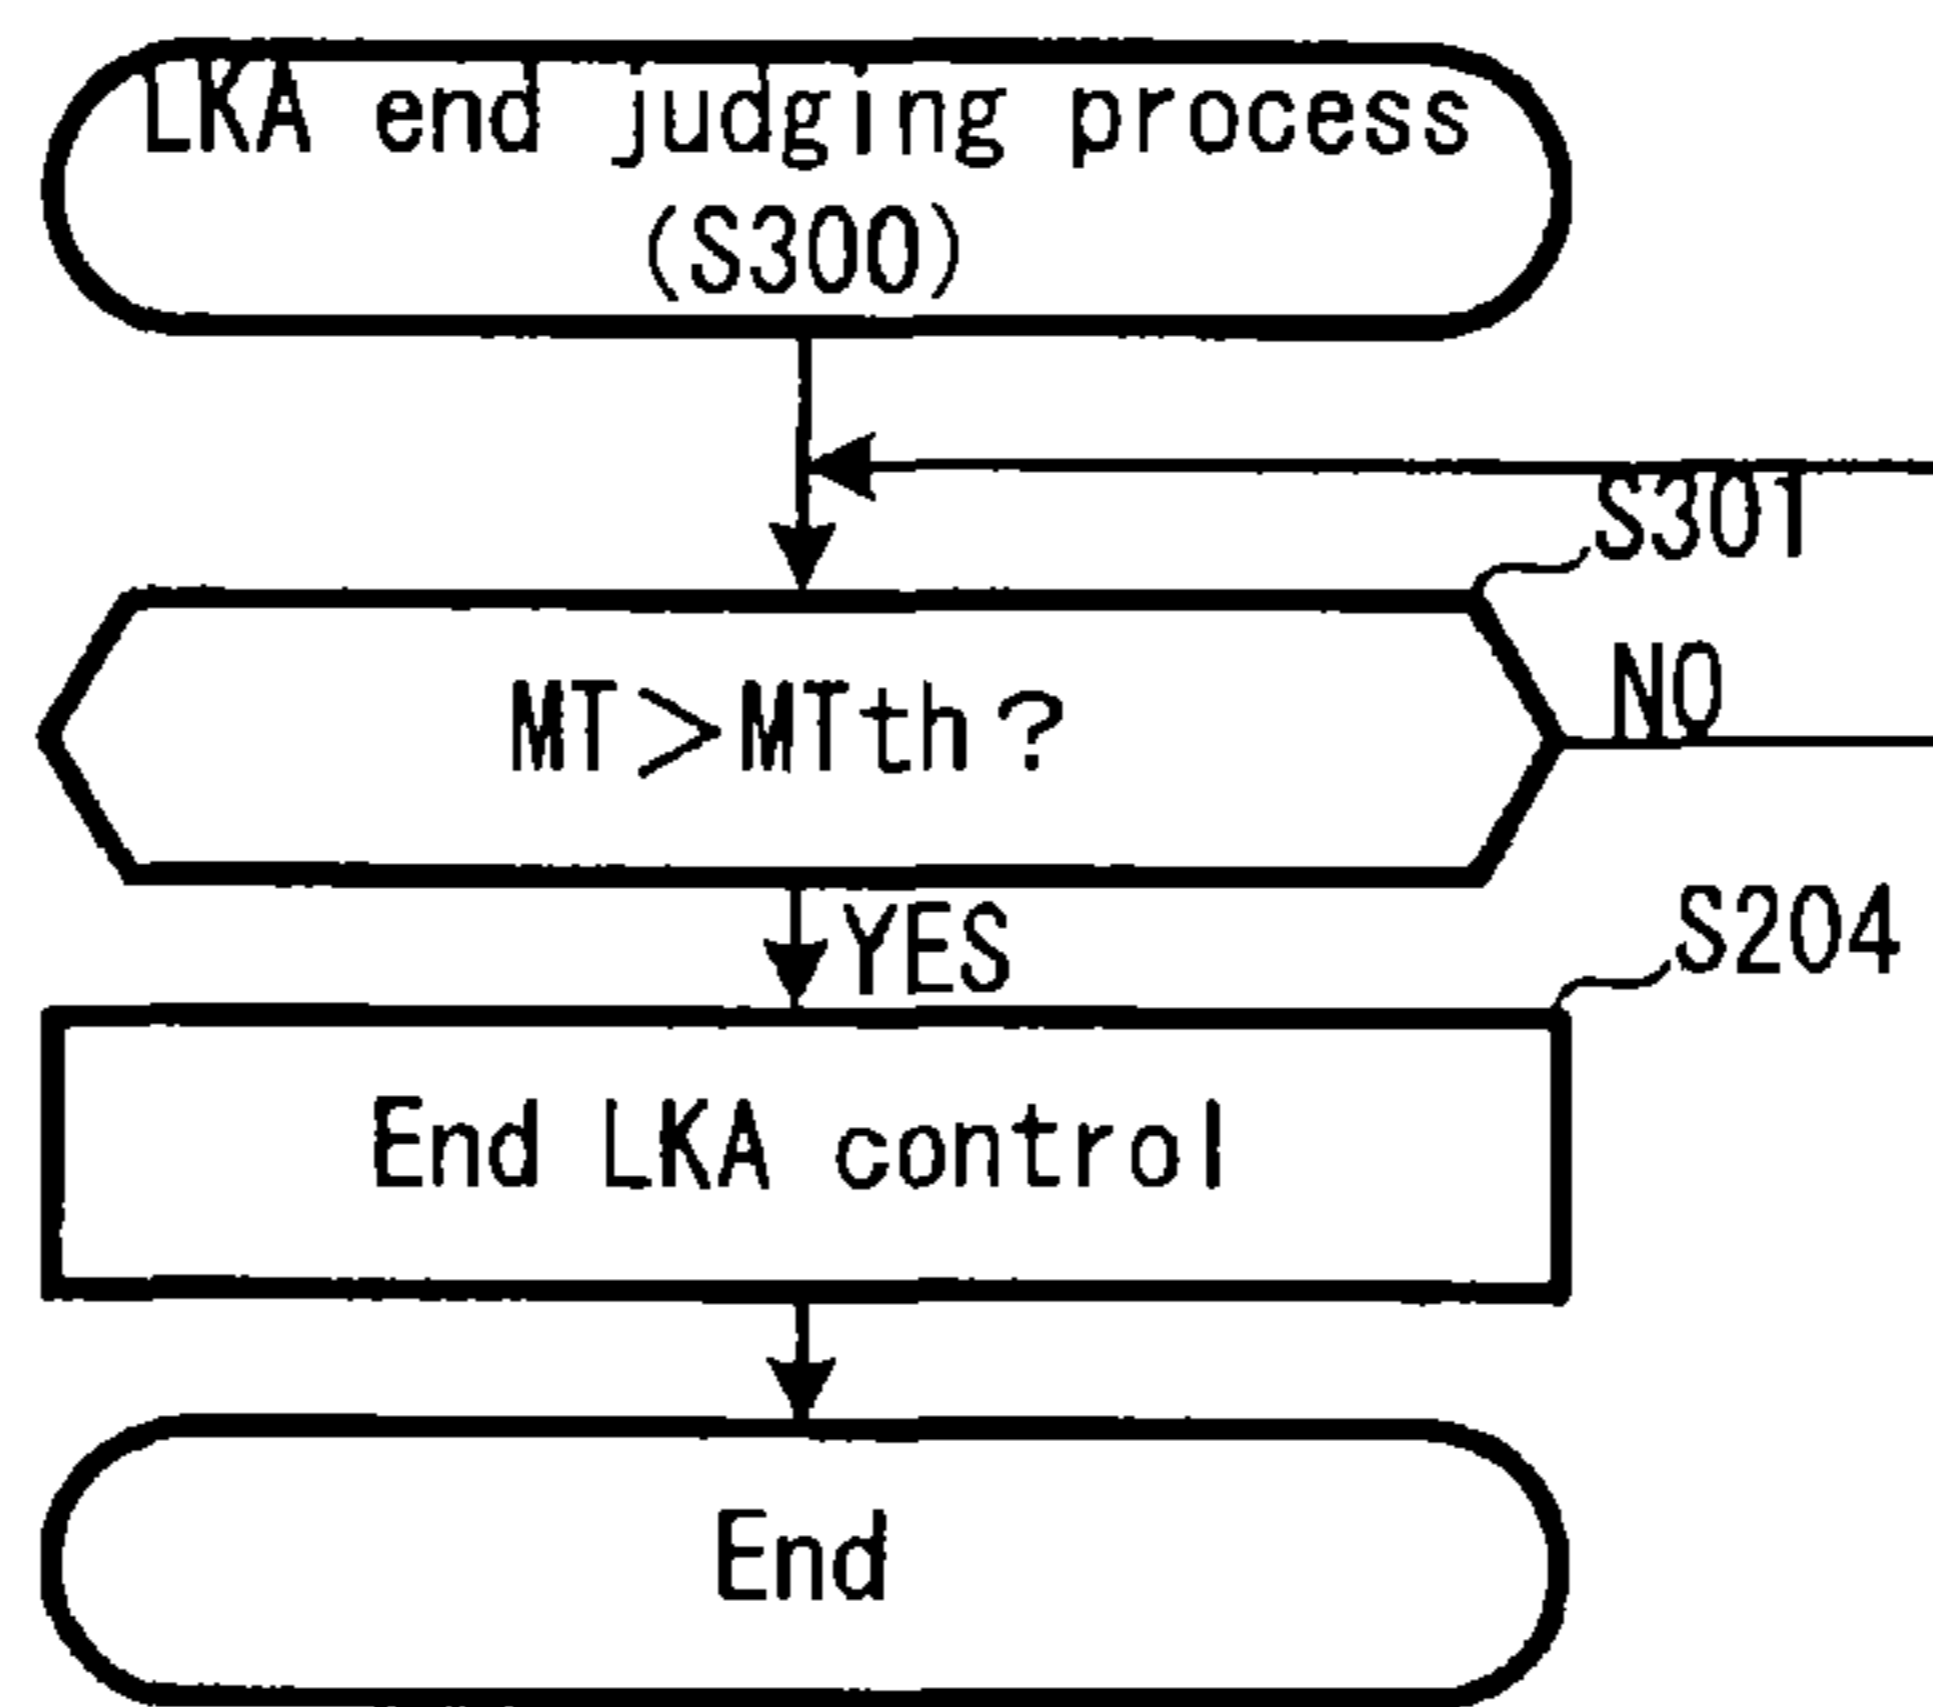 LKA end judging process
(S300)
S301
MT>MTth?
NO
YES
S204
End LKA control
End